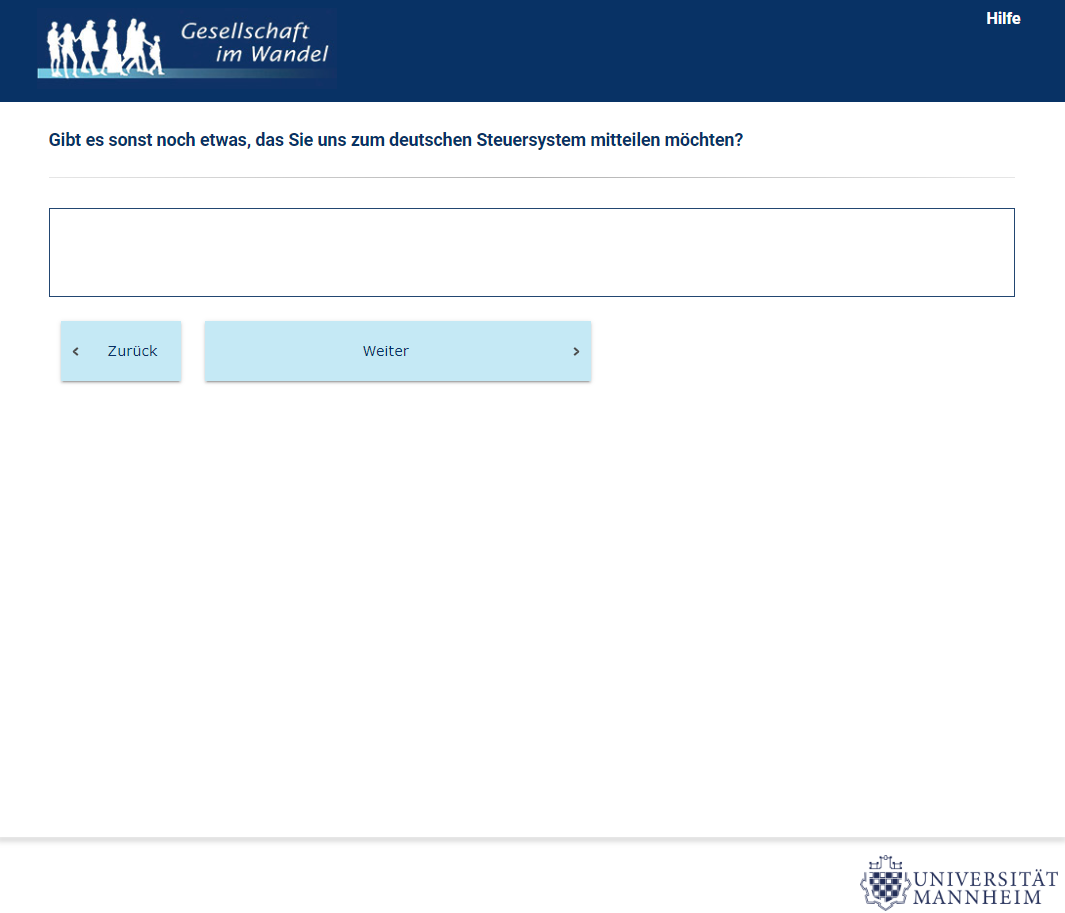 Gesellschaft
im Wandel
Hilfe
Gibt es sonst noch etwas, das Sie uns zum deutschen Steuersystem mitteilen möchten?
Zurück
Weiter
UNIVERSITÄT
MANNHEIM